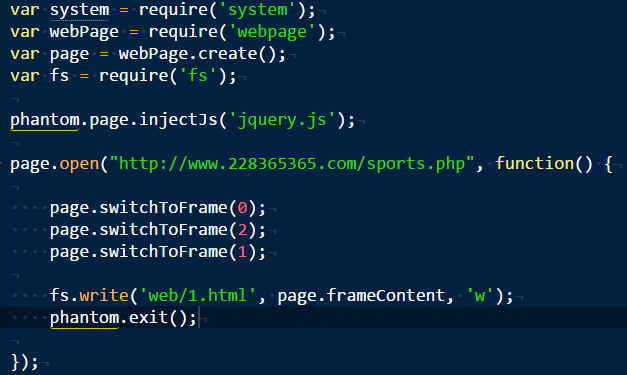 var system = require('system');
var webPage = require('webpage');
var page = webPage.create();
var fs = require('fs');
phantom.page.injectJs('jquery.js');
page.open("http://www.228365365.com/sports.php", function() {
page.switchToFrame(0);
page.switchToFrame(2);
page.switchToFrame(1);
fs.write('web/1.html', page.frameContent, 'w');
phantom.exit();
});